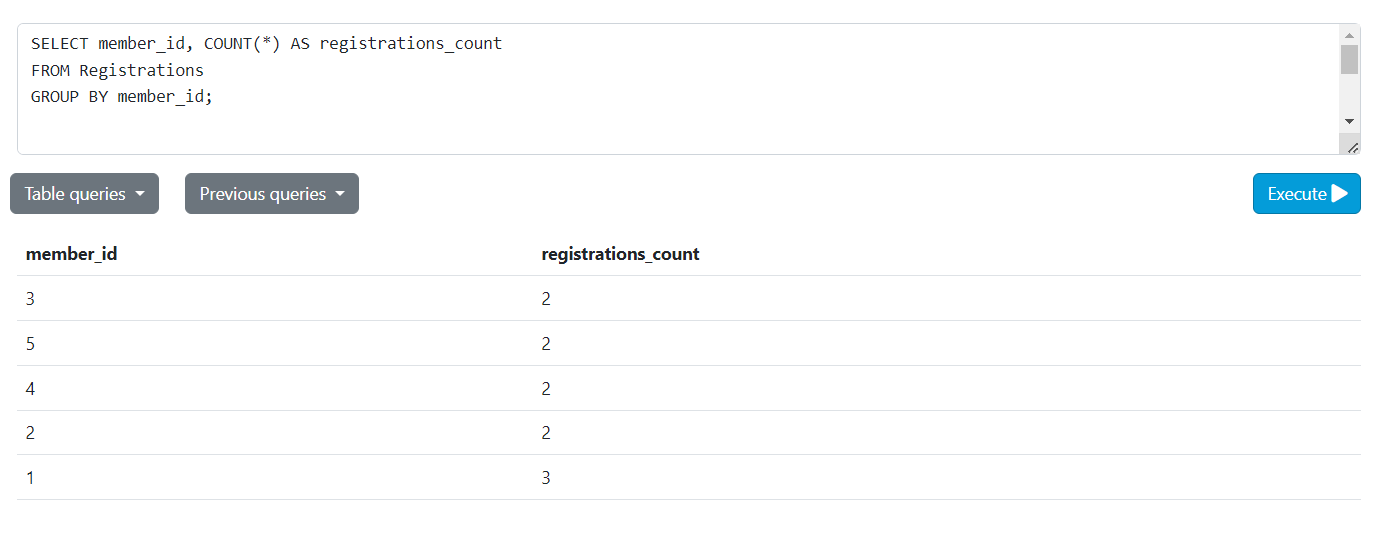 SELECT member_id, COUNT(*) AS registrations_count
FROM Registrations
GROUP BY member_id;
Table queries
Previous queries
Execute
member_id registrations_count
3 2
5 2
4 2
2 2
1 3